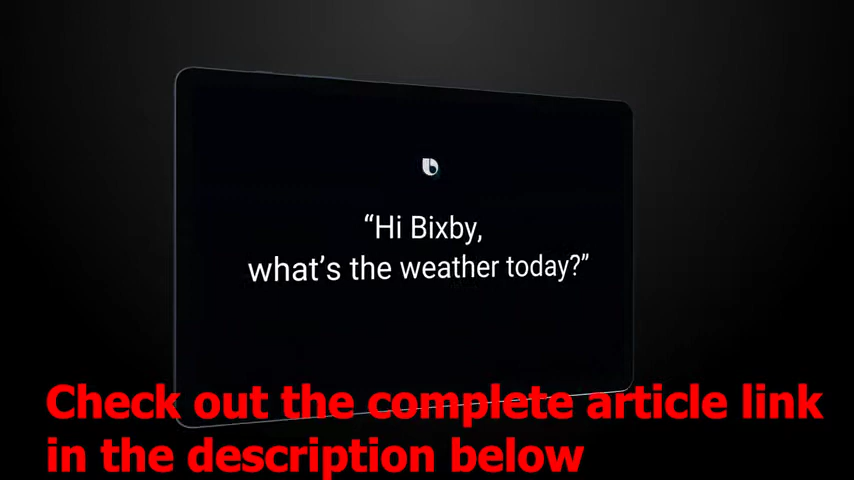 “Hi Bixby,
what’s the weather today?”
Check out the complete article link
in the description below